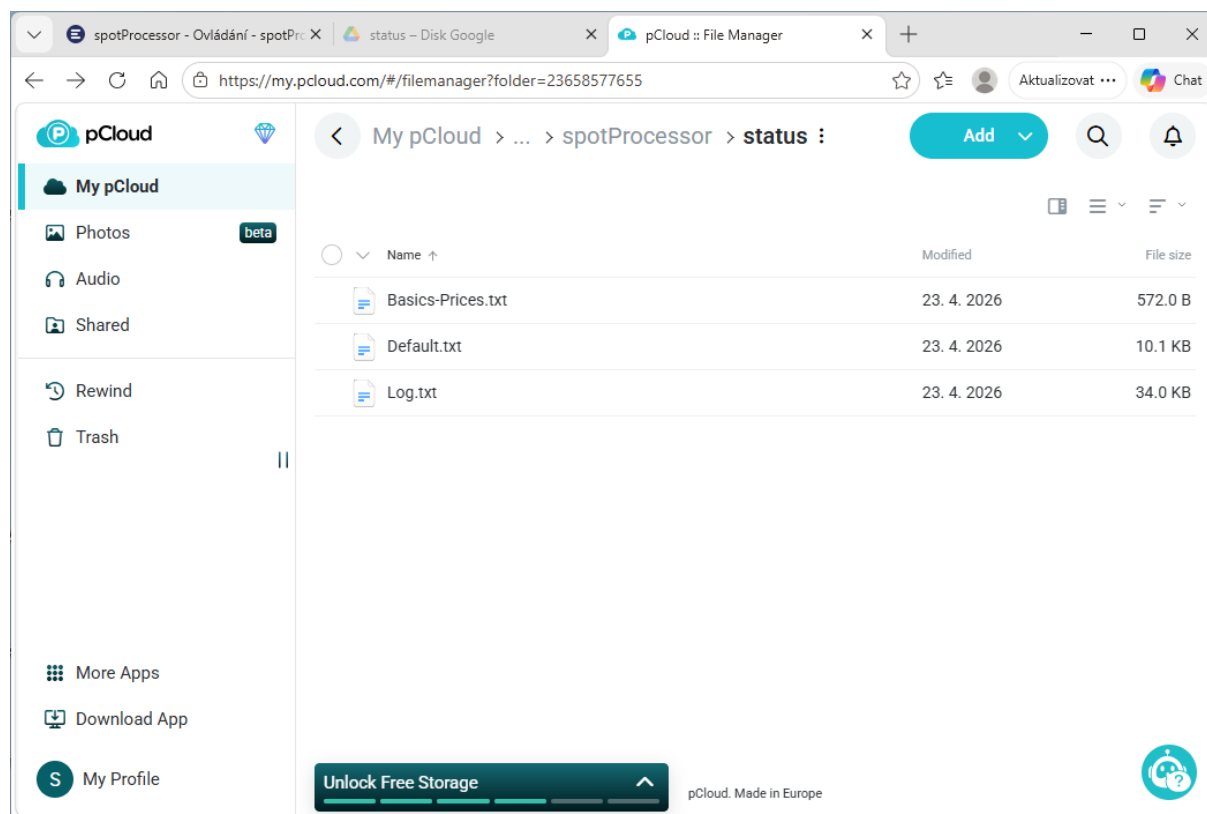 spotProcessor - Ovládání - spotPrc
status – Disk Google
pCloud :: File Manager
https://my.pcloud.com/#/filemanager?folder=23658577655
Aktualizovat
Chat
pCloud
My pCloud > ... > spotProcessor > status
Add
My pCloud
Photos
beta
Audio
Shared
Rewind
Trash
Name Modified File size
Basics-Prices.txt 23. 4. 2026 572.0 B
Default.txt 23. 4. 2026 10.1 KB
Log.txt 23. 4. 2026 34.0 KB
More Apps
Download App
S My Profile
Unlock Free Storage
pCloud. Made in Europe